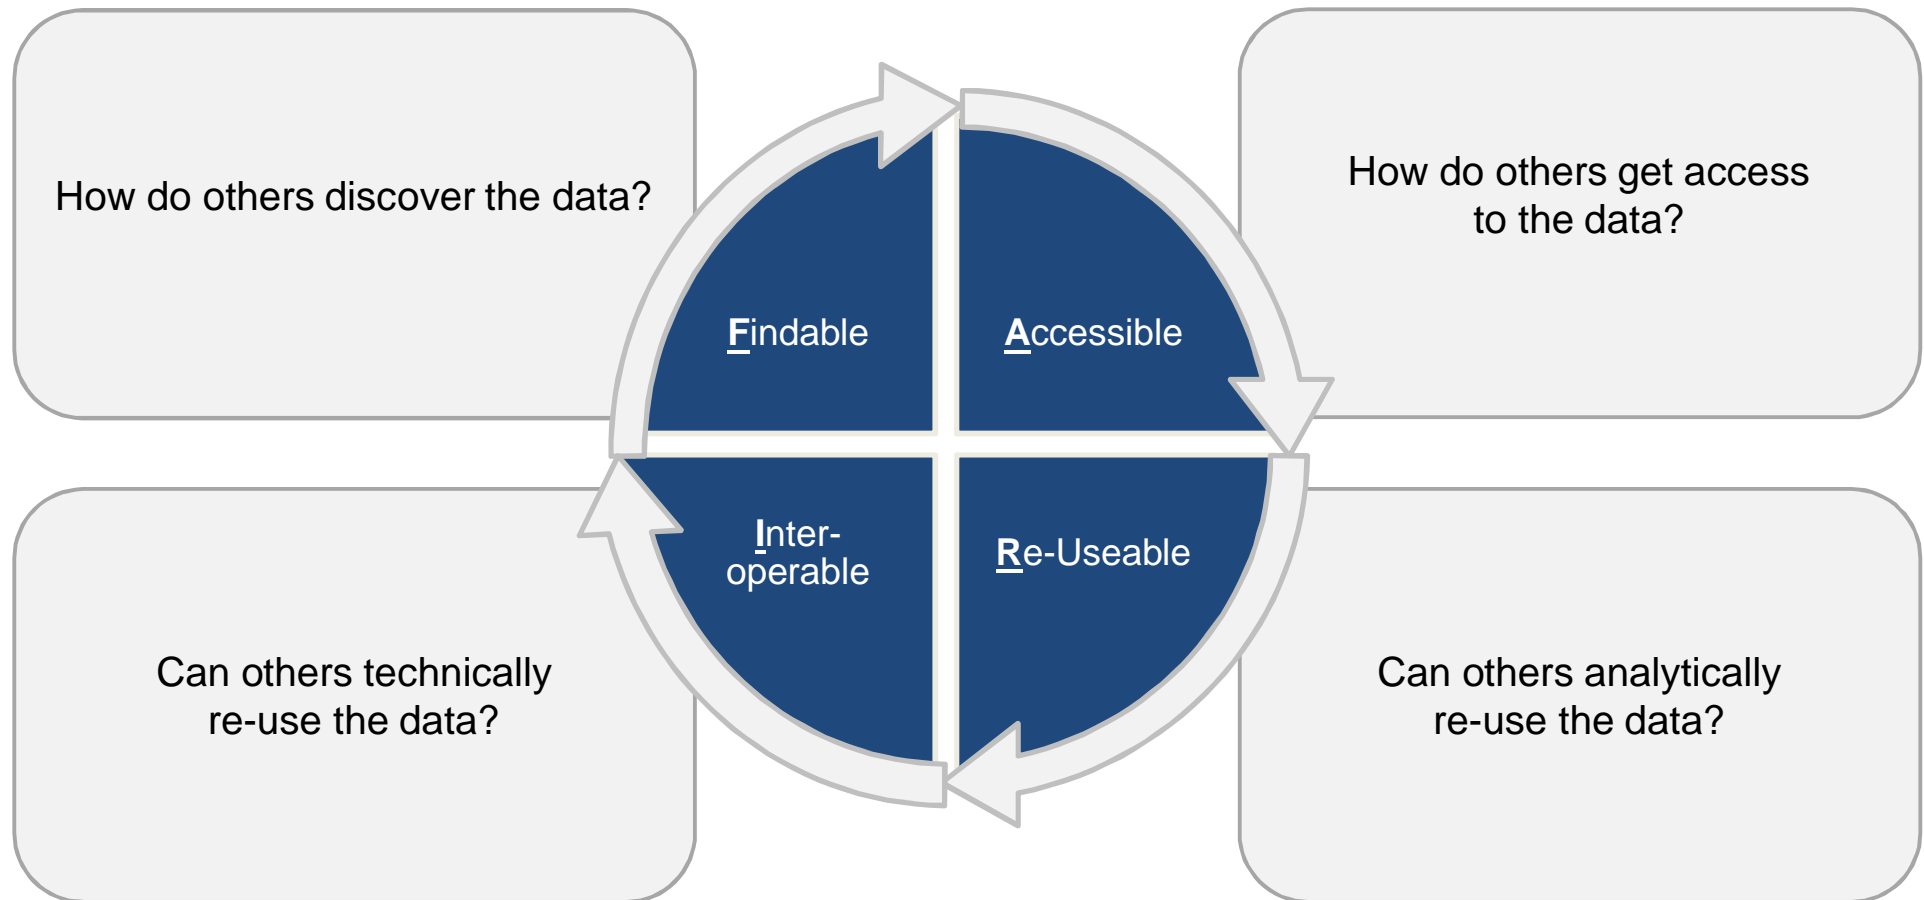 How do others discover the data?
How do others get access
to the data?
Findable
Accessible
Inter-
operable
Re-Useable
Can others technically
re-use the data?
Can others analytically
re-use the data?